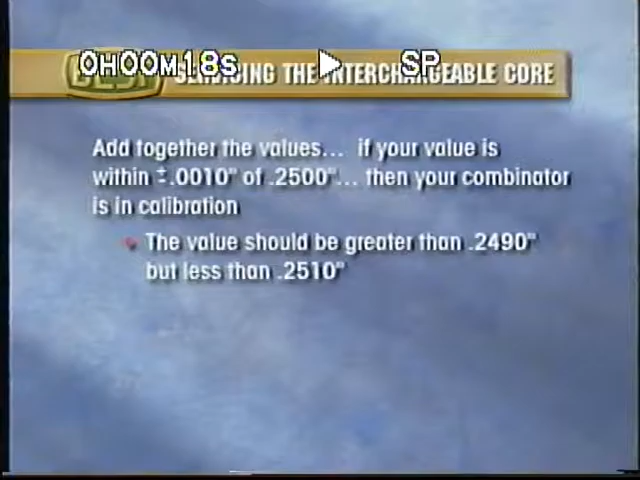 0H00M18s ▶ SP
BEST SERVICING THE INTERCHANGEABLE CORE
Add together the values... if your value is
within ±.0010" of .2500"... then your combinator
is in calibration
• The value should be greater than .2490"
but less than .2510"